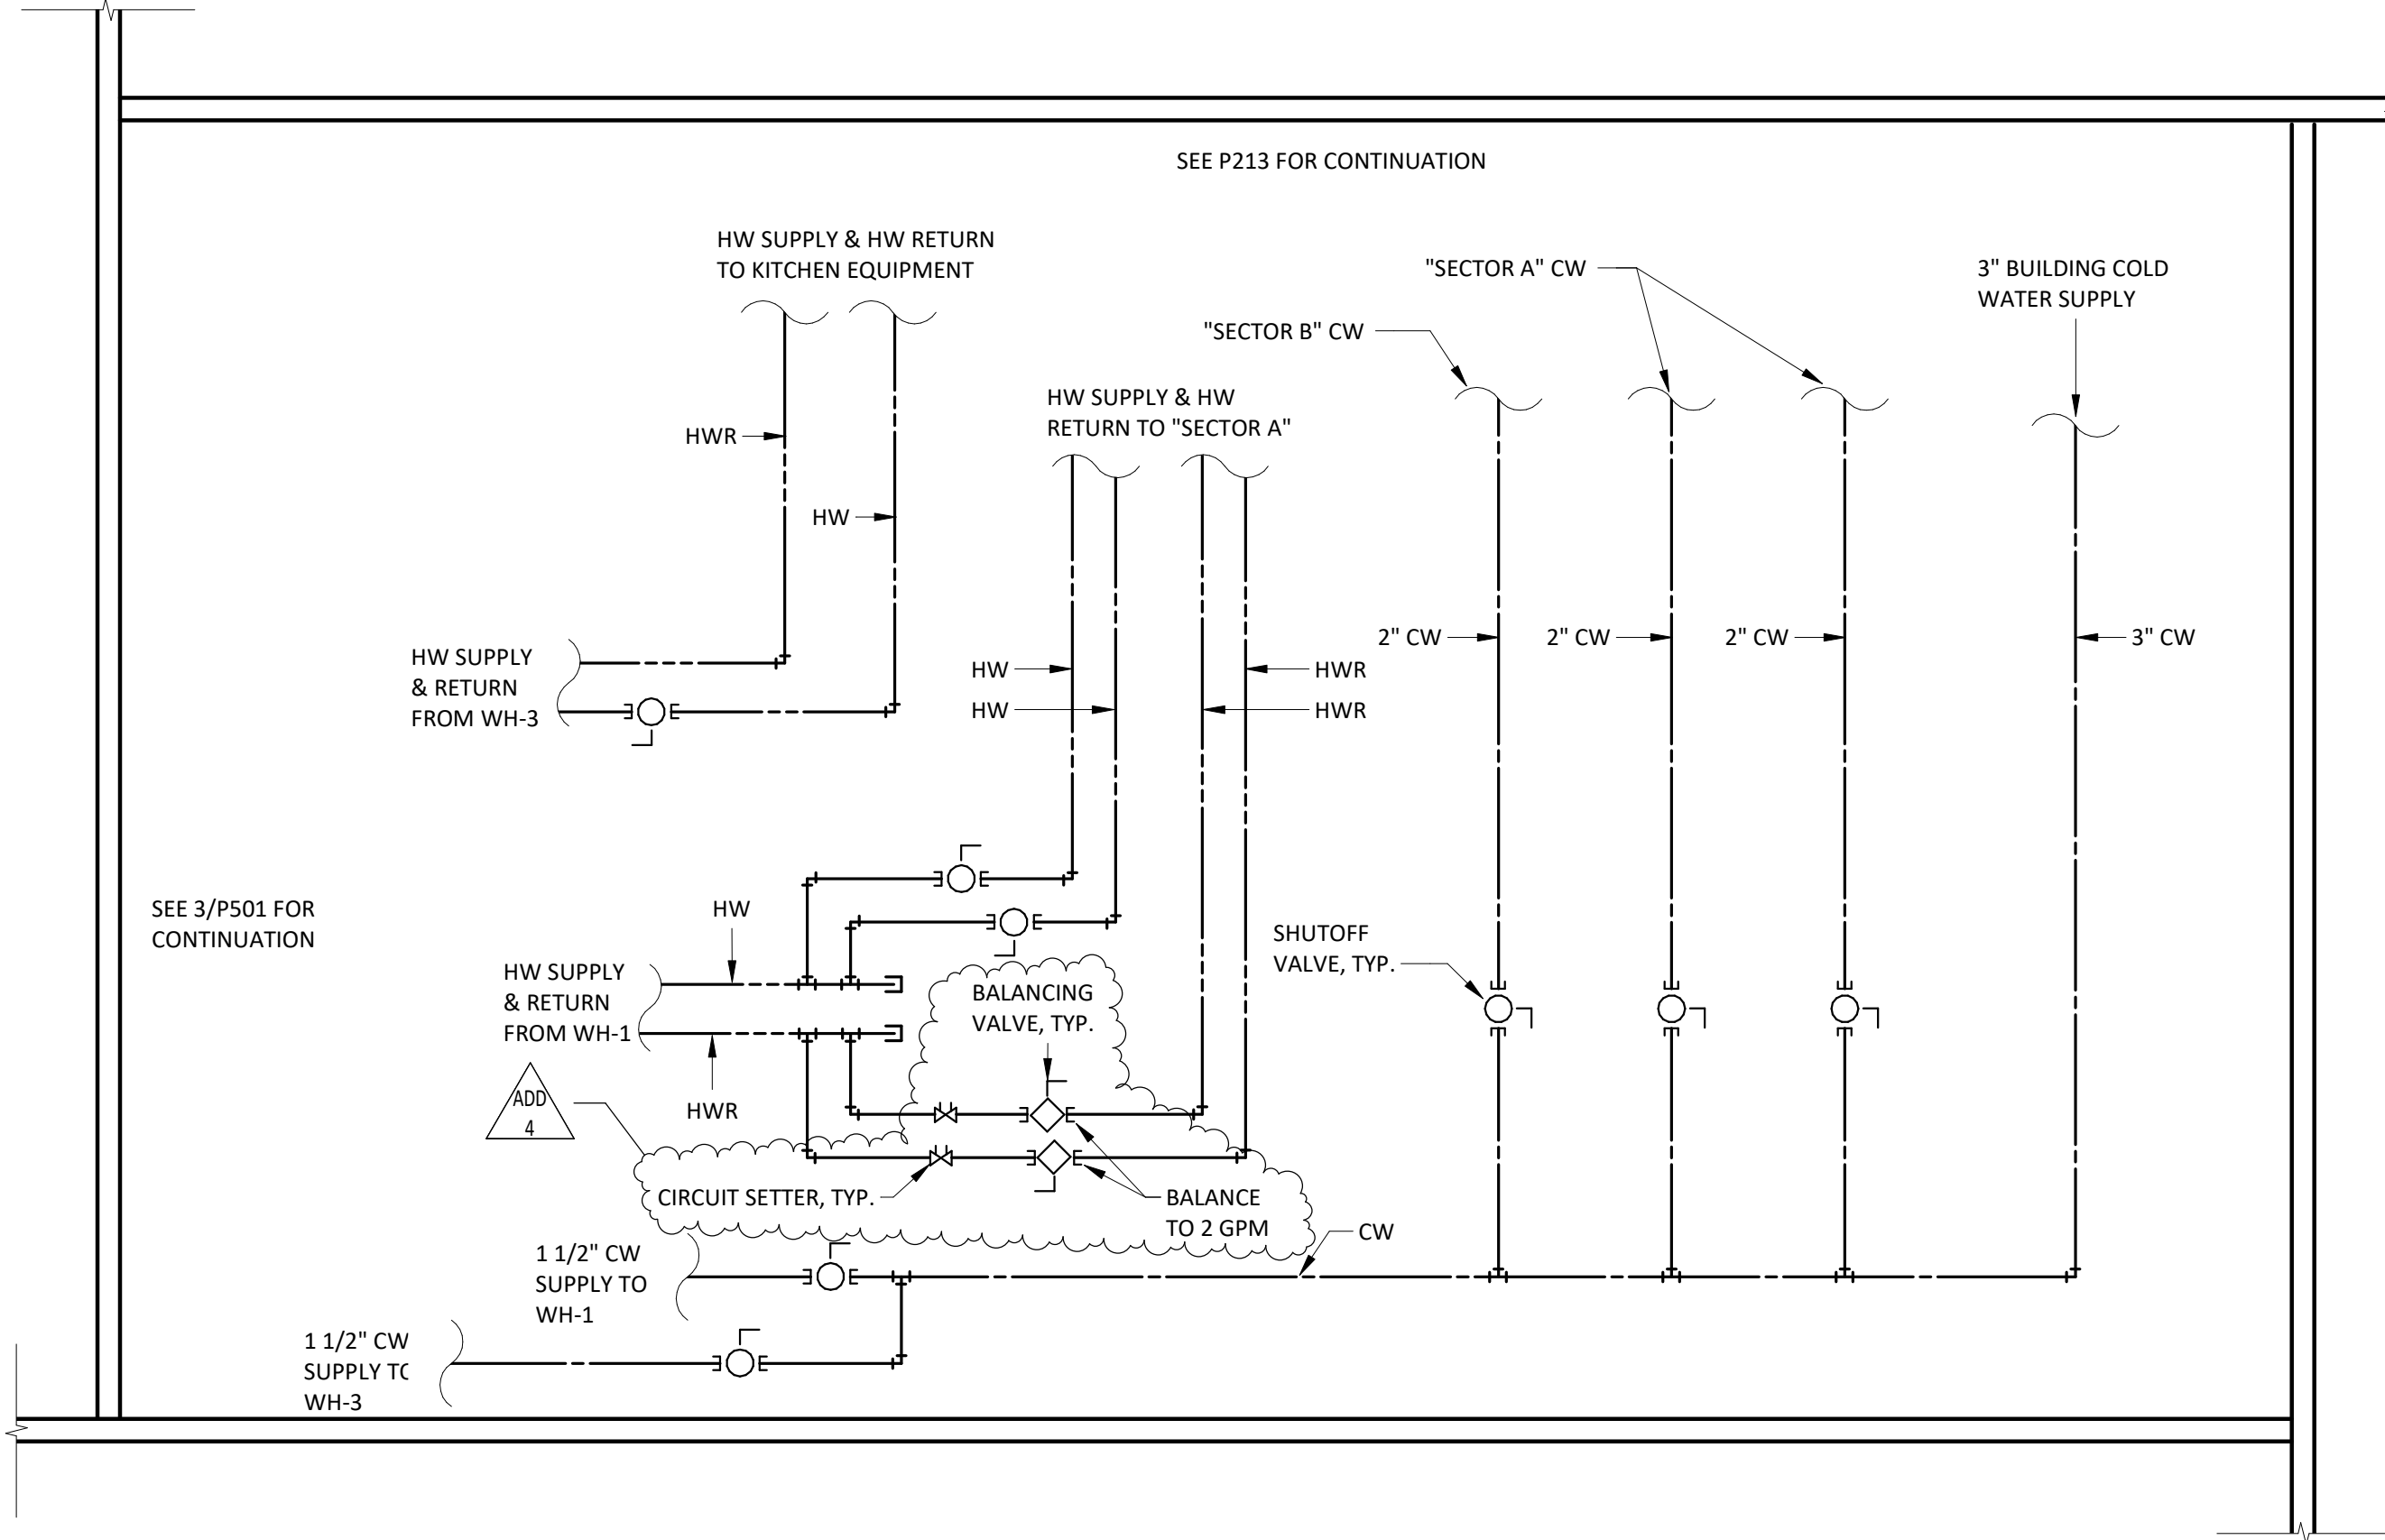 SEE P213 FOR CONTINUATION
HW SUPPLY & HW RETURN
TO KITCHEN EQUIPMENT
"SECTOR A" CW
3" BUILDING COLD
WATER SUPPLY
"SECTOR B" CW
HW SUPPLY & HW
RETURN TO "SECTOR A"
HWR
HW
2" CW
2" CW
2" CW
3" CW
HW SUPPLY
& RETURN
FROM WH-3
HW
HWR
HW
HWR
SEE 3/P501 FOR
CONTINUATION
HW
SHUTOFF
VALVE, TYP.
HW SUPPLY
& RETURN
FROM WH-1
BALANCING
VALVE, TYP.
ADD
4
HWR
CIRCUIT SETTER, TYP.
BALANCE
TO 2 GPM
CW
1 1/2" CW
SUPPLY TO
WH-1
1 1/2" CW
SUPPLY TO
WH-3